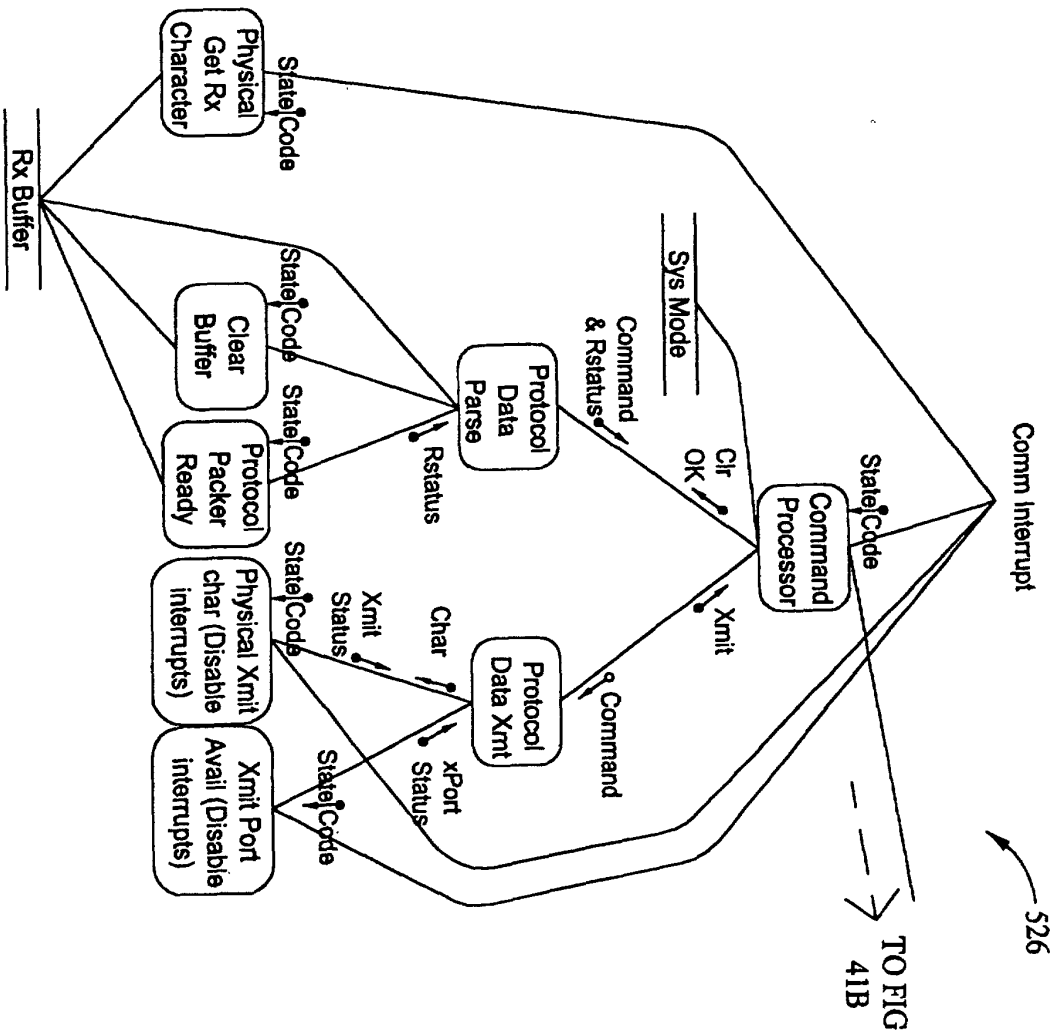 Comm Interrupt
526
TO FIG
41B
State
Code
Command
Processor
Sys Mode
Clr
OK
Xmit
Command
& Rstatus
Command
Protocol
Data
Parse
Protocol
Data Xmt
Rstatus
Char
Xmit
Status
xPort
Status
State
Code
Physical
Get Rx
Character
State
Code
Clear
Buffer
State
Code
Protocol
Packer
Ready
State
Code
Physical Xmit
char (Disable
interrupts)
State
Code
Xmit Port
Avail (Disable
interrupts)
Rx Buffer